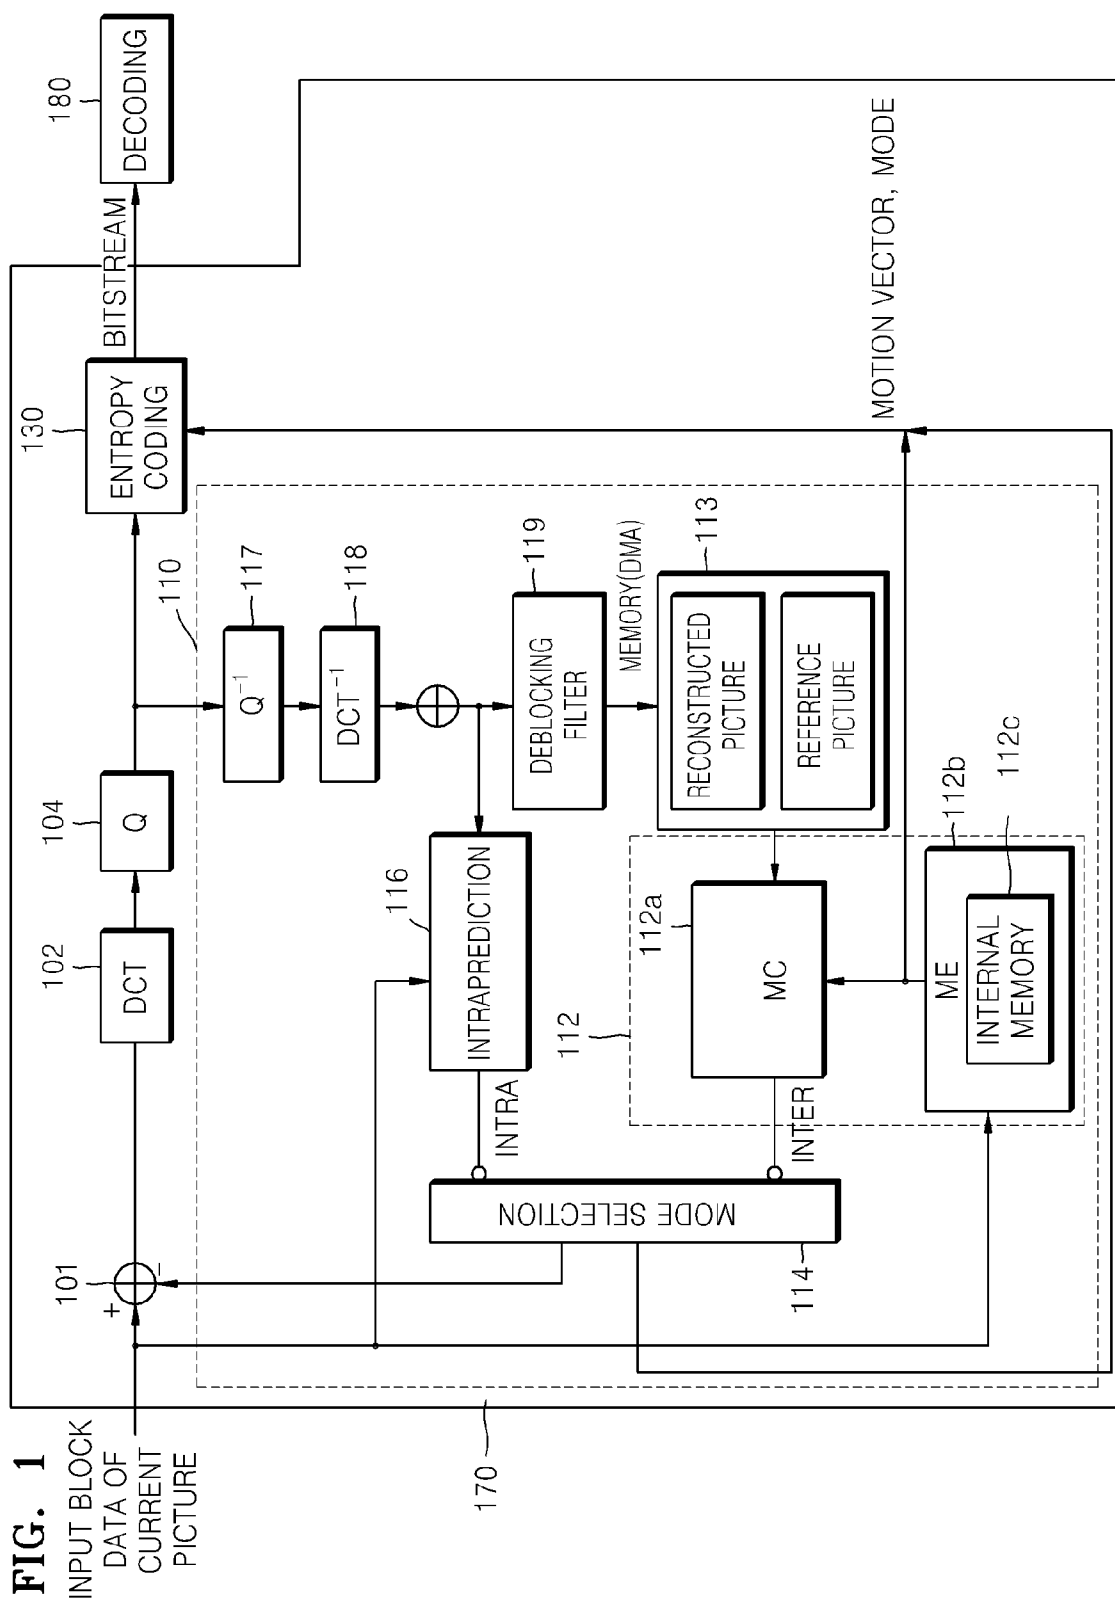 FIG. 1
INPUT BLOCK
DATA OF
CURRENT
PICTURE
101
+
-
102
DCT
104
Q
130
ENTROPY
CODING
BITSTREAM
180
DECODING
110
117
Q⁻¹
118
DCT⁻¹
116
INTRAPREDICTION
INTRA
119
DEBLOCKING
FILTER
MEMORY(DMA)
113
RECONSTRUCTED
PICTURE
REFERENCE
PICTURE
MODE SELECTION
114
112
112a
MC
INTER
112b
ME
INTERNAL
MEMORY
112c
MOTION VECTOR, MODE
170